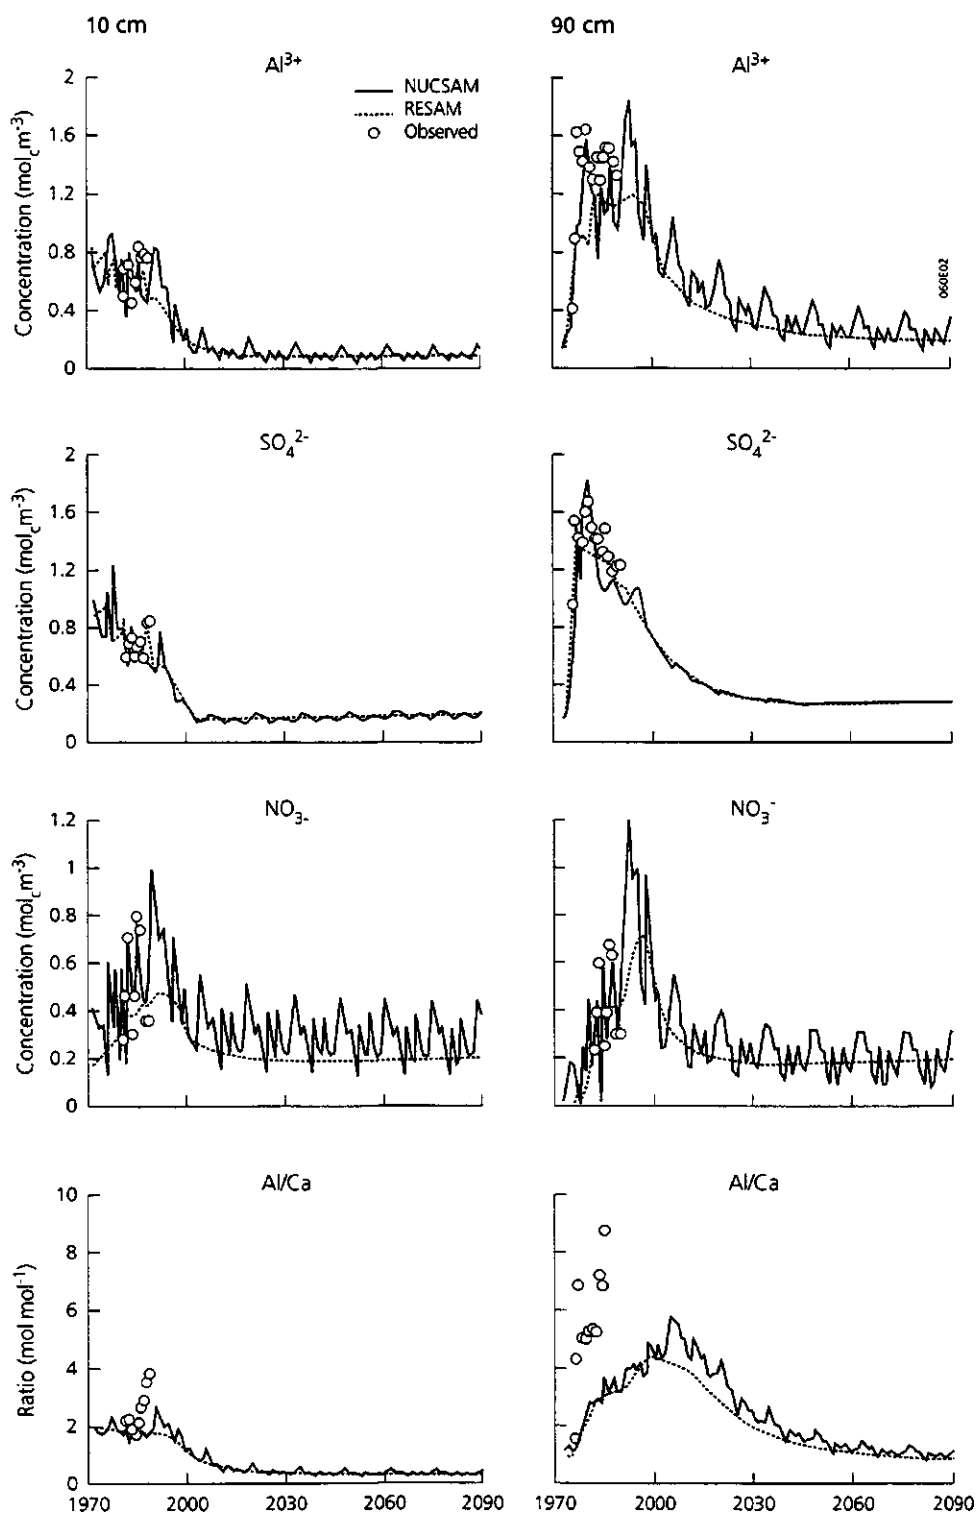 10 cm
90 cm
Al³⁺
Al³⁺
NUCSAM
RESAM
Observed
Concentration (mol_c m⁻³)
2
1.6
1.2
0.8
0.4
0
060E02
SO₄²⁻
SO₄²⁻
Concentration (mol_c m⁻³)
2
1.6
1.2
0.8
0.4
0
NO₃₋
NO₃⁻
Concentration (mol_c m⁻³)
1.2
1
0.8
0.6
0.4
0.2
0
Al/Ca
Al/Ca
Ratio (mol mol⁻¹)
10
8
6
4
2
0
1970 2000 2030 2060 2090
1970 2000 2030 2060 2090